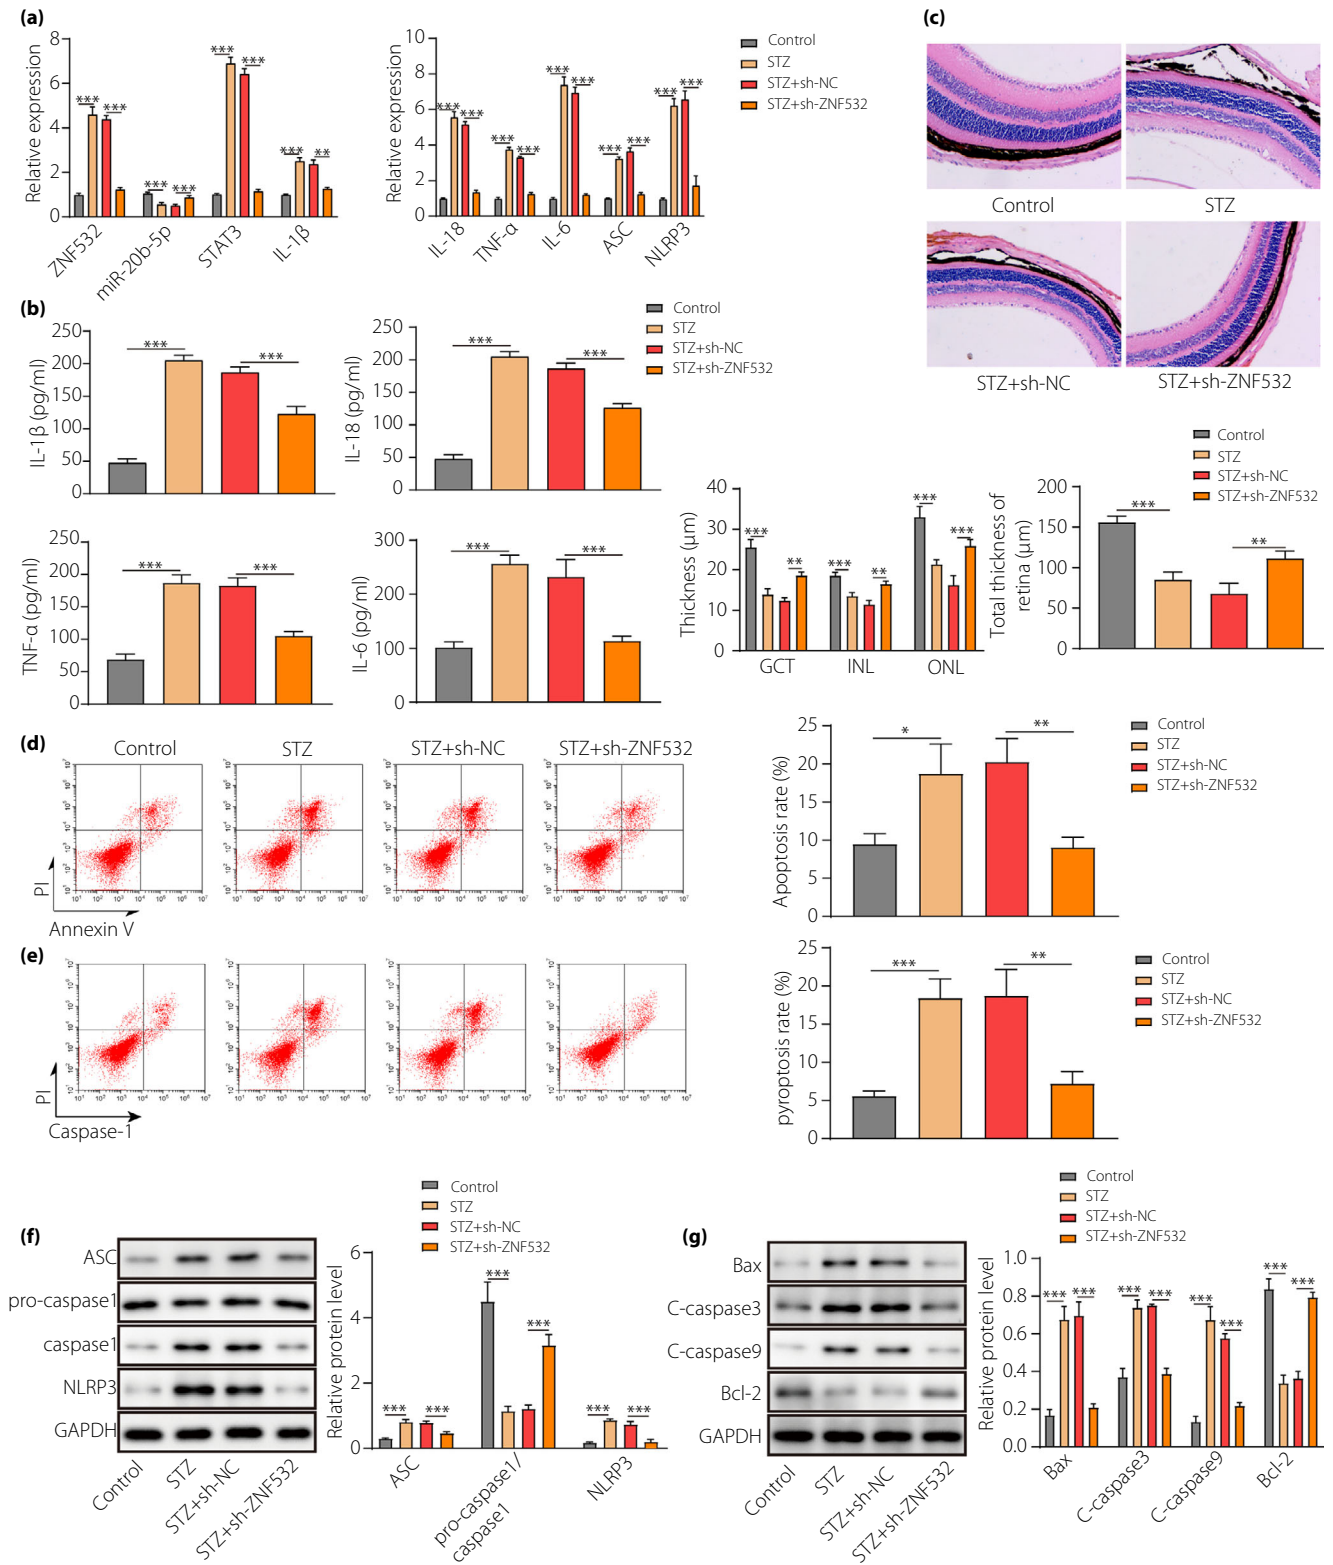 (a)
Relative expression
8
6
4
2
0
*** *** *** *** *** *** *** **
ZNF532 miR-20b-5p STAT3 IL-1β
Relative expression
10
8
6
4
2
0
*** *** *** *** *** *** *** *** *** ***
IL-18 TNF-α IL-6 ASC NLRP3
Control
STZ
STZ+sh-NC
STZ+sh-ZNF532
(b)
IL-1β (pg/ml)
250
200
150
100
50
0
*** ***
IL-18 (pg/ml)
250
200
150
100
50
0
*** ***
Control
STZ
STZ+sh-NC
STZ+sh-ZNF532
TNF-α (pg/ml)
250
200
150
100
50
0
*** ***
IL-6 (pg/ml)
300
200
100
0
*** ***
(c)
Control STZ
STZ+sh-NC STZ+sh-ZNF532
Thickness (μm)
40
30
20
10
0
*** ** *** ** *** ***
GCT INL ONL
Total thickness of
retina (μm)
200
150
100
50
0
*** **
Control
STZ
STZ+sh-NC
STZ+sh-ZNF532
(d)
Control STZ STZ+sh-NC STZ+sh-ZNF532
PI
Annexin V
Apoptosis rate (%)
25
20
15
10
5
0
* **
Control
STZ
STZ+sh-NC
STZ+sh-ZNF532
(e)
PI
Caspase-1
pyroptosis rate (%)
25
20
15
10
5
0
*** **
Control
STZ
STZ+sh-NC
STZ+sh-ZNF532
(f)
ASC
pro-caspase1
caspase1
NLRP3
GAPDH
Control STZ STZ+sh-NC STZ+sh-ZNF532
Relative protein level
6
4
2
0
*** *** *** *** *** ***
ASC pro-caspase1/ NLRP3
caspase1
Control
STZ
STZ+sh-NC
STZ+sh-ZNF532
(g)
Bax
C-caspase3
C-caspase9
Bcl-2
GAPDH
Control STZ STZ+sh-NC STZ+sh-ZNF532
Relative protein level
1.0
0.8
0.6
0.4
0.2
0.0
*** *** *** *** *** *** *** ***
Bax C-caspase3 C-caspase9 Bcl-2
Control
STZ
STZ+sh-NC
STZ+sh-ZNF532